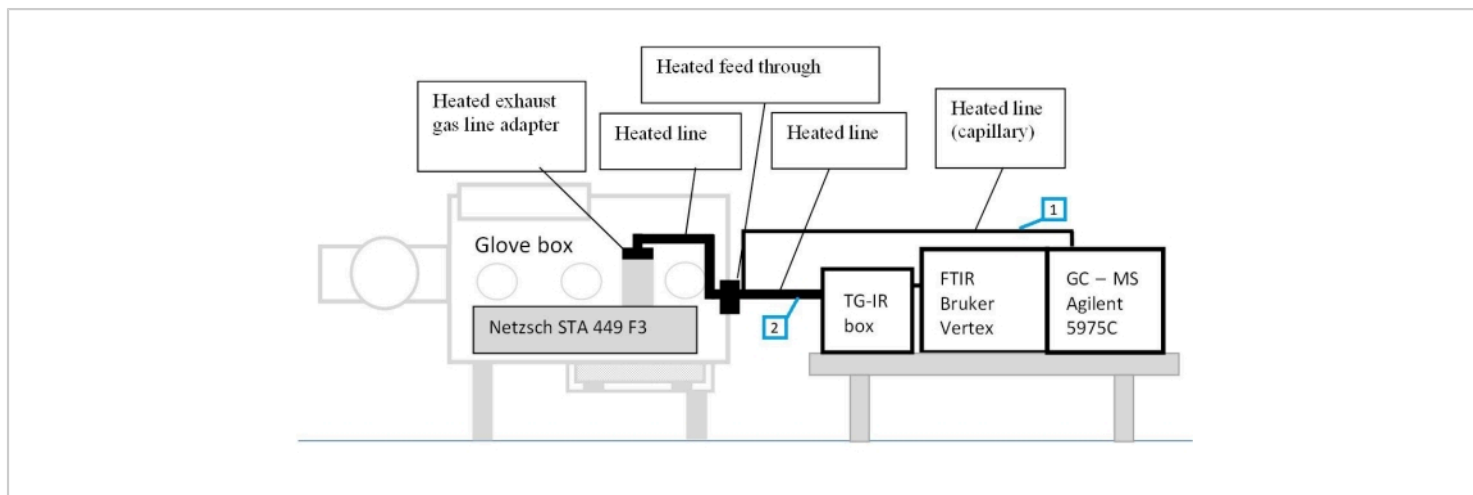 Heated feed through
Heated exhaust
gas line adapter
Heated line
Heated line
Heated line
(capillary)
1
Glove box
2
TG-IR
box
FTIR
Bruker
Vertex
GC – MS
Agilent
5975C
Netzsch STA 449 F3